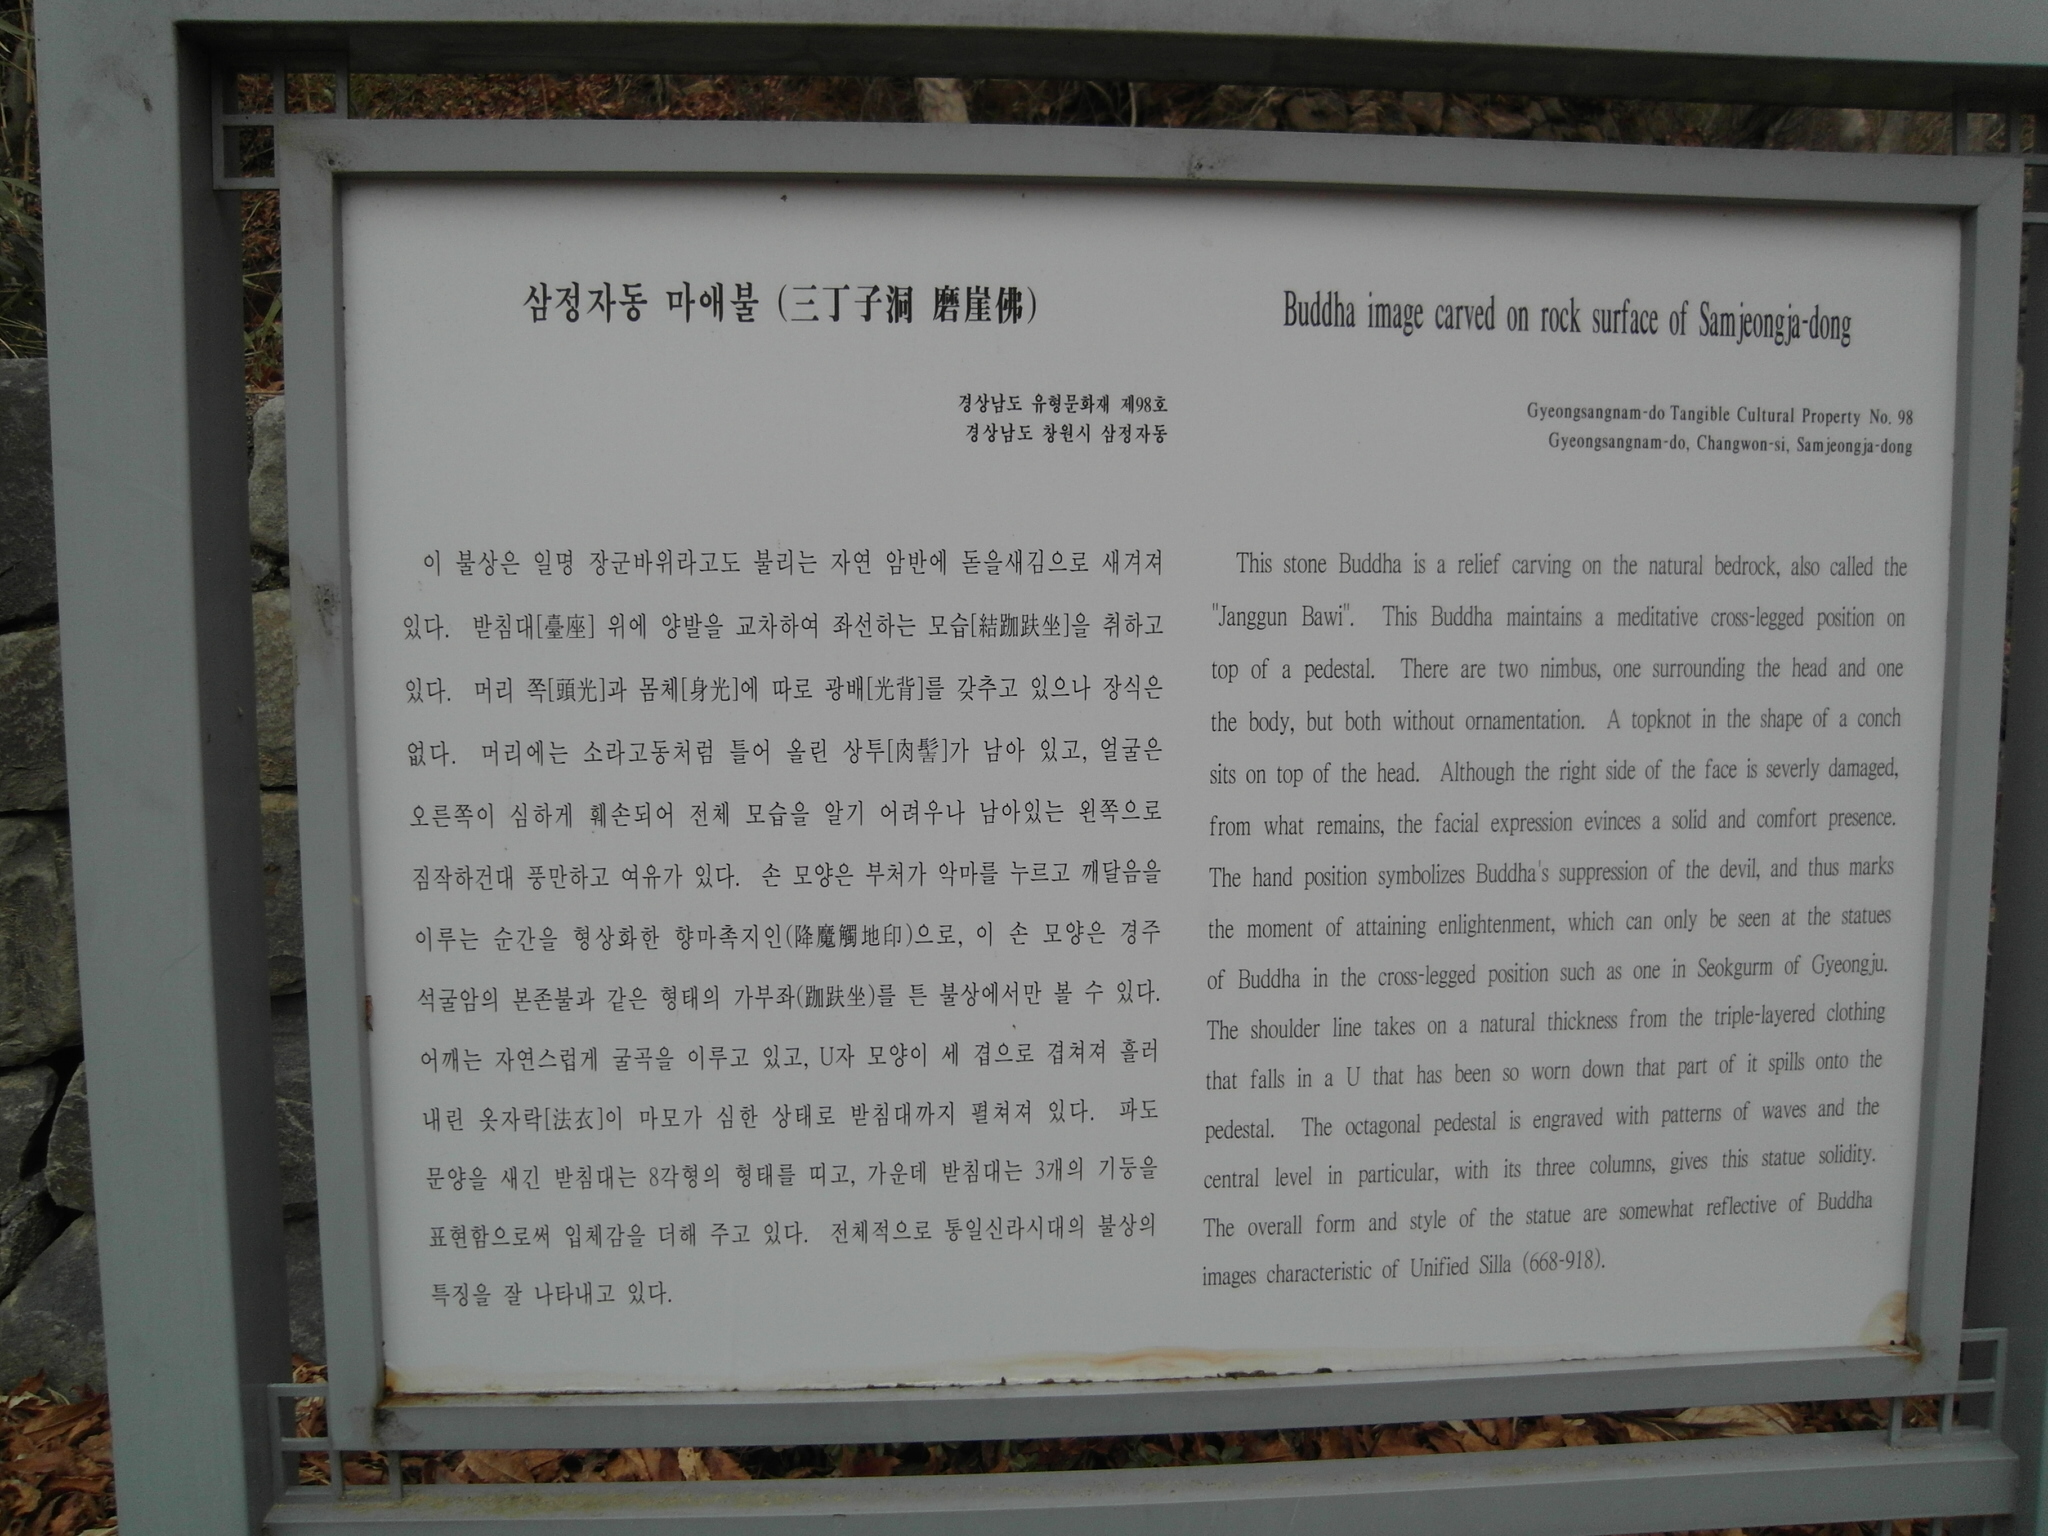 삼정자동 마애불 (三丁子洞 磨崖佛)
경상남도 유형문화재 제98호
경상남도 창원시 삼정자동
이 불상은 일명 장군바위라고도 불리는 자연 암반에 돋을새김으로 새겨져
있다. 받침대[臺座] 위에 양발을 교차하여 좌선하는 모습[結跏趺坐]을 취하고
있다. 머리 쪽[頭光]과 몸체[身光]에 따로 광배[光背]를 갖추고 있으나 장식은
없다. 머리에는 소라고동처럼 틀어 올린 상투[肉髻]가 남아 있고, 얼굴은
오른쪽이 심하게 훼손되어 전체 모습을 알기 어려우나 남아있는 왼쪽으로
짐작하건대 풍만하고 여유가 있다. 손 모양은 부처가 악마를 누르고 깨달음을
이루는 순간을 형상화한 향마촉지인(降魔觸地印)으로, 이 손 모양은 경주
석굴암의 본존불과 같은 형태의 가부좌(跏趺坐)를 튼 불상에서만 볼 수 있다.
어깨는 자연스럽게 굴곡을 이루고 있고, U자 모양이 세 겹으로 겹쳐져 흘러
내린 옷자락[法衣]이 마모가 심한 상태로 받침대까지 펼쳐져 있다. 파도
문양을 새긴 받침대는 8각형의 형태를 띠고, 가운데 받침대는 3개의 기둥을
표현함으로써 입체감을 더해 주고 있다. 전체적으로 통일신라시대의 불상의
특징을 잘 나타내고 있다.
Buddha image carved on rock surface of Samjeongja-dong
Gyeongsangnam-do Tangible Cultural Property No. 98
Gyeongsangnam-do, Changwon-si, Samjeongja-dong
This stone Buddha is a relief carving on the natural bedrock, also called the
"Janggun Bawi". This Buddha maintains a meditative cross-legged position on
top of a pedestal. There are two nimbus, one surrounding the head and one
the body, but both without ornamentation. A topknot in the shape of a conch
sits on top of the head. Although the right side of the face is severly damaged,
from what remains, the facial expression evinces a solid and comfort presence.
The hand position symbolizes Buddha's suppression of the devil, and thus marks
the moment of attaining enlightenment, which can only be seen at the statues
of Buddha in the cross-legged position such as one in Seokgurm of Gyeongju.
The shoulder line takes on a natural thickness from the triple-layered clothing
that falls in a U that has been so worn down that part of it spills onto the
pedestal. The octagonal pedestal is engraved with patterns of waves and the
central level in particular, with its three columns, gives this statue solidity.
The overall form and style of the statue are somewhat reflective of Buddha
images characteristic of Unified Silla (668-918).